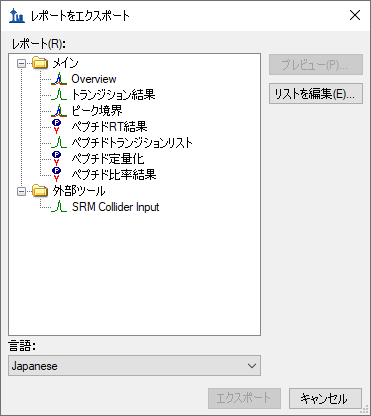 レポートをエクスポート
レポート(R):
メイン
プレビュー(P)...
Overview
トランジション結果
リストを編集(E)...
ピーク境界
ペプチドRT結果
ペプチドトランジションリスト
ペプチド定量化
ペプチド比率結果
外部ツール
SRM Collider Input
言語:
Japanese
エクスポート
キャンセル